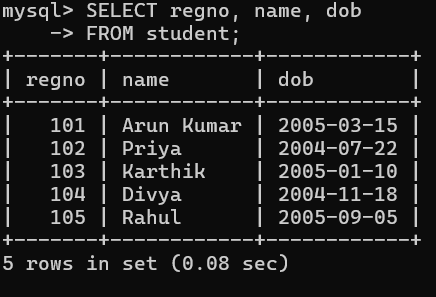 mysql> SELECT regno, name, dob
    -> FROM student;
+-------+------------+------------+
| regno | name       | dob        |
+-------+------------+------------+
|   101 | Arun Kumar | 2005-03-15 |
|   102 | Priya      | 2004-07-22 |
|   103 | Karthik    | 2005-01-10 |
|   104 | Divya      | 2004-11-18 |
|   105 | Rahul      | 2005-09-05 |
+-------+------------+------------+
5 rows in set (0.08 sec)